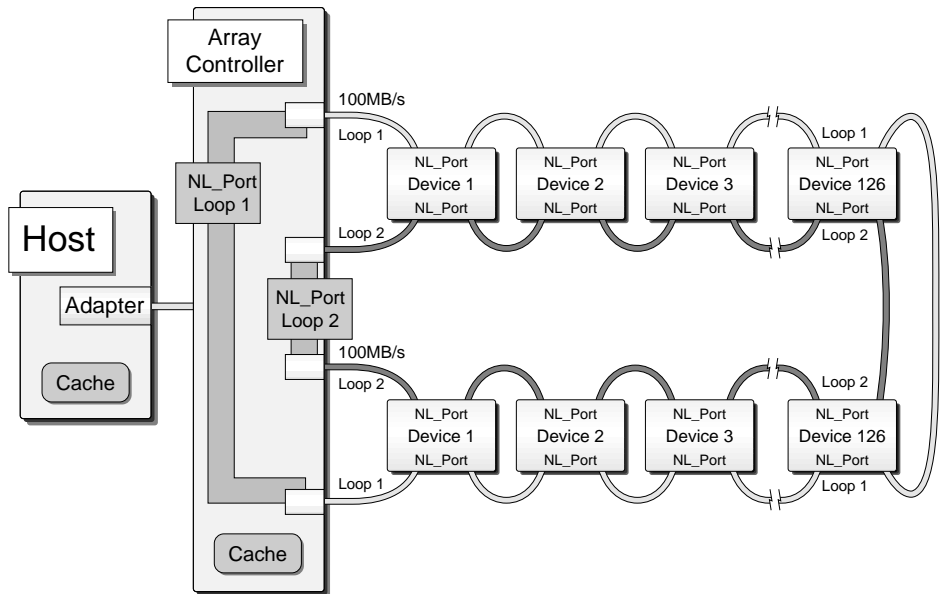 Array
Controller
100MB/s
Loop 1
Loop 1
NL_Port
NL_Port
NL_Port
NL_Port
Device 1
Device 2
Device 3
Device 126
NL_Port
NL_Port
NL_Port
NL_Port
Loop 2
Loop 2
NL_Port
Loop 1
Host
Adapter
Cache
NL_Port
Loop 2
100MB/s
Loop 2
Loop 2
NL_Port
NL_Port
NL_Port
NL_Port
Device 1
Device 2
Device 3
Device 126
NL_Port
NL_Port
NL_Port
NL_Port
Loop 1
Loop 1
Cache